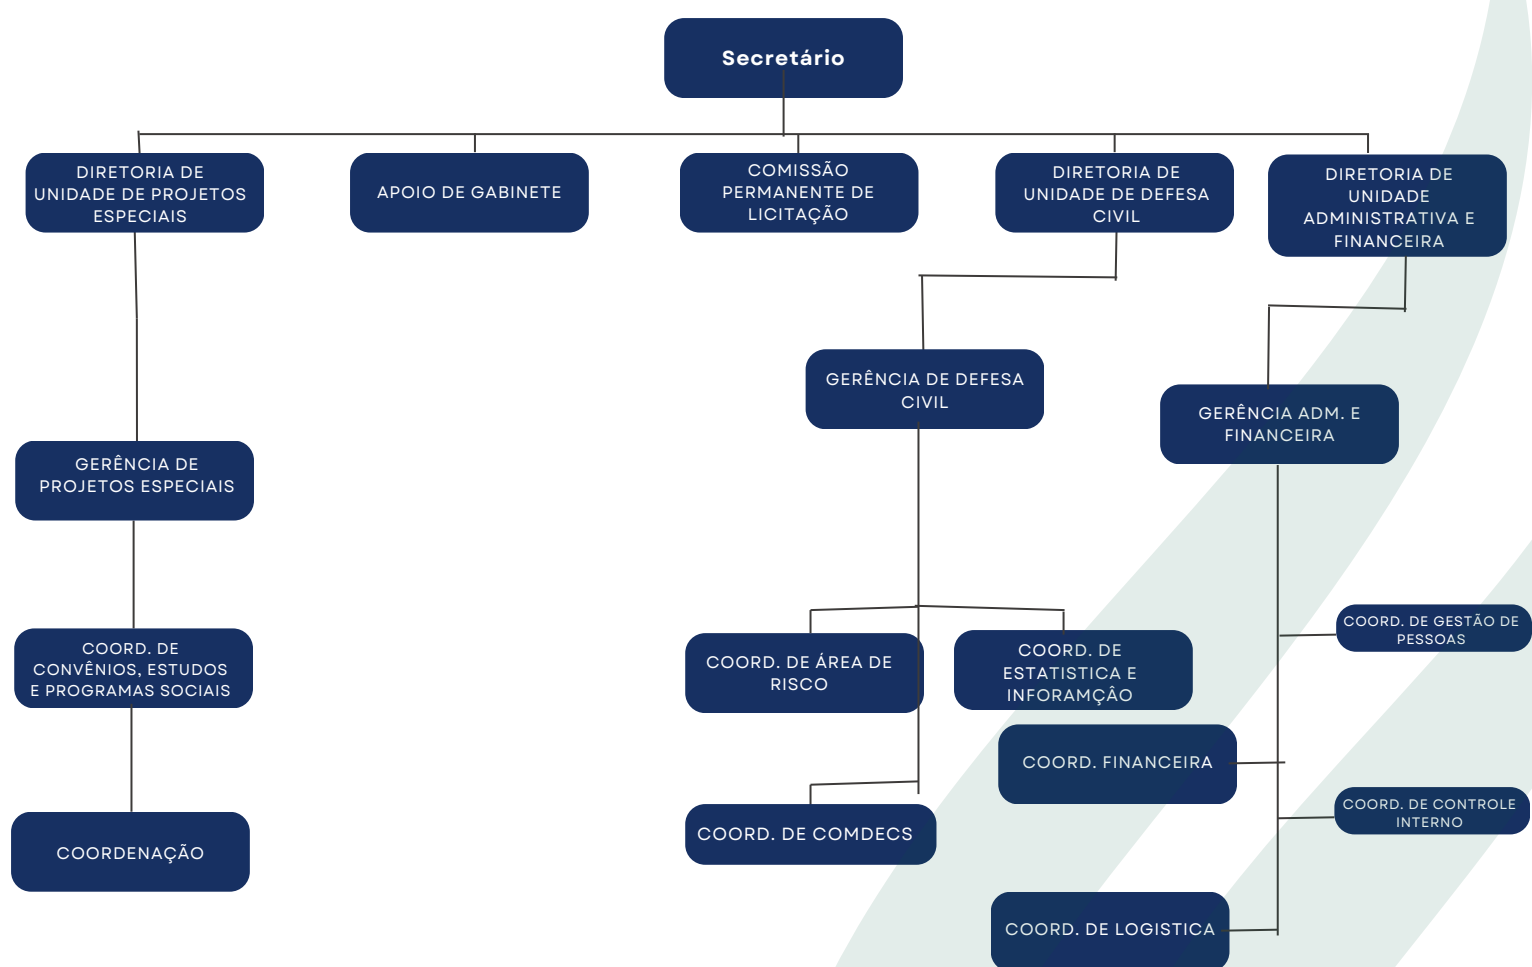 Secretário
DIRETORIA DE
UNIDADE DE PROJETOS
ESPECIAIS
APOIO DE GABINETE
COMISSÃO
PERMANENTE DE
LICITAÇÃO
DIRETORIA DE
UNIDADE DE DEFESA
CIVIL
DIRETORIA DE
UNIDADE
ADMINISTRATIVA E
FINANCEIRA
GERÊNCIA DE DEFESA
CIVIL
GERÊNCIA ADM. E
FINANCEIRA
GERÊNCIA DE
PROJETOS ESPECIAIS
COORD. DE
CONVÊNIOS, ESTUDOS
E PROGRAMAS SOCIAIS
COORD. DE ÁREA DE
RISCO
COORD. DE
ESTATISTICA E
INFORAMÇÂO
COORD. DE GESTÃO DE
PESSOAS
COORD. FINANCEIRA
COORD. DE CONTROLE
INTERNO
COORDENAÇÃO
COORD. DE COMDECS
COORD. DE LOGISTICA